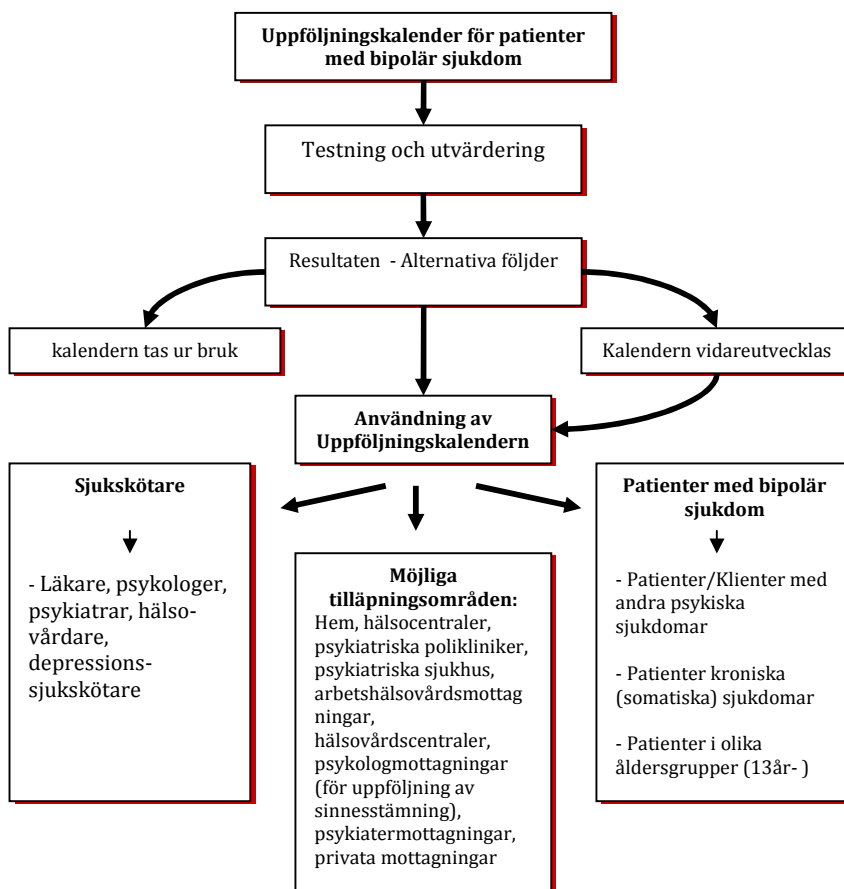 Uppföljningskalender för patienter
med bipolär sjukdom
Testning och utvärdering
Resultaten - Alternativa följder
kalendern tas ur bruk
Kalendern vidareutvecklas
Användning av
Uppföljningskalendern
Sjukskötare
- Läkare, psykologer,
psykiatrar, hälso-
vårdare,
depressions-
sjukskötare
Möjliga
tilläpningsområden:
Hem, hälsocentraler,
psykiatriska polikliniker,
psykiatriska sjukhus,
arbetshälsovårdsmottag
ningar,
hälsovårdscentraler,
psykologmottagningar
(för uppföljning av
sinnesstämning),
psykiatermottagningar,
privata mottagningar
Patienter med bipolär
sjukdom
- Patienter/Klienter med
andra psykiska
sjukdomar
- Patienter kroniska
(somatiska) sjukdomar
- Patienter i olika
åldersgrupper (13år- )